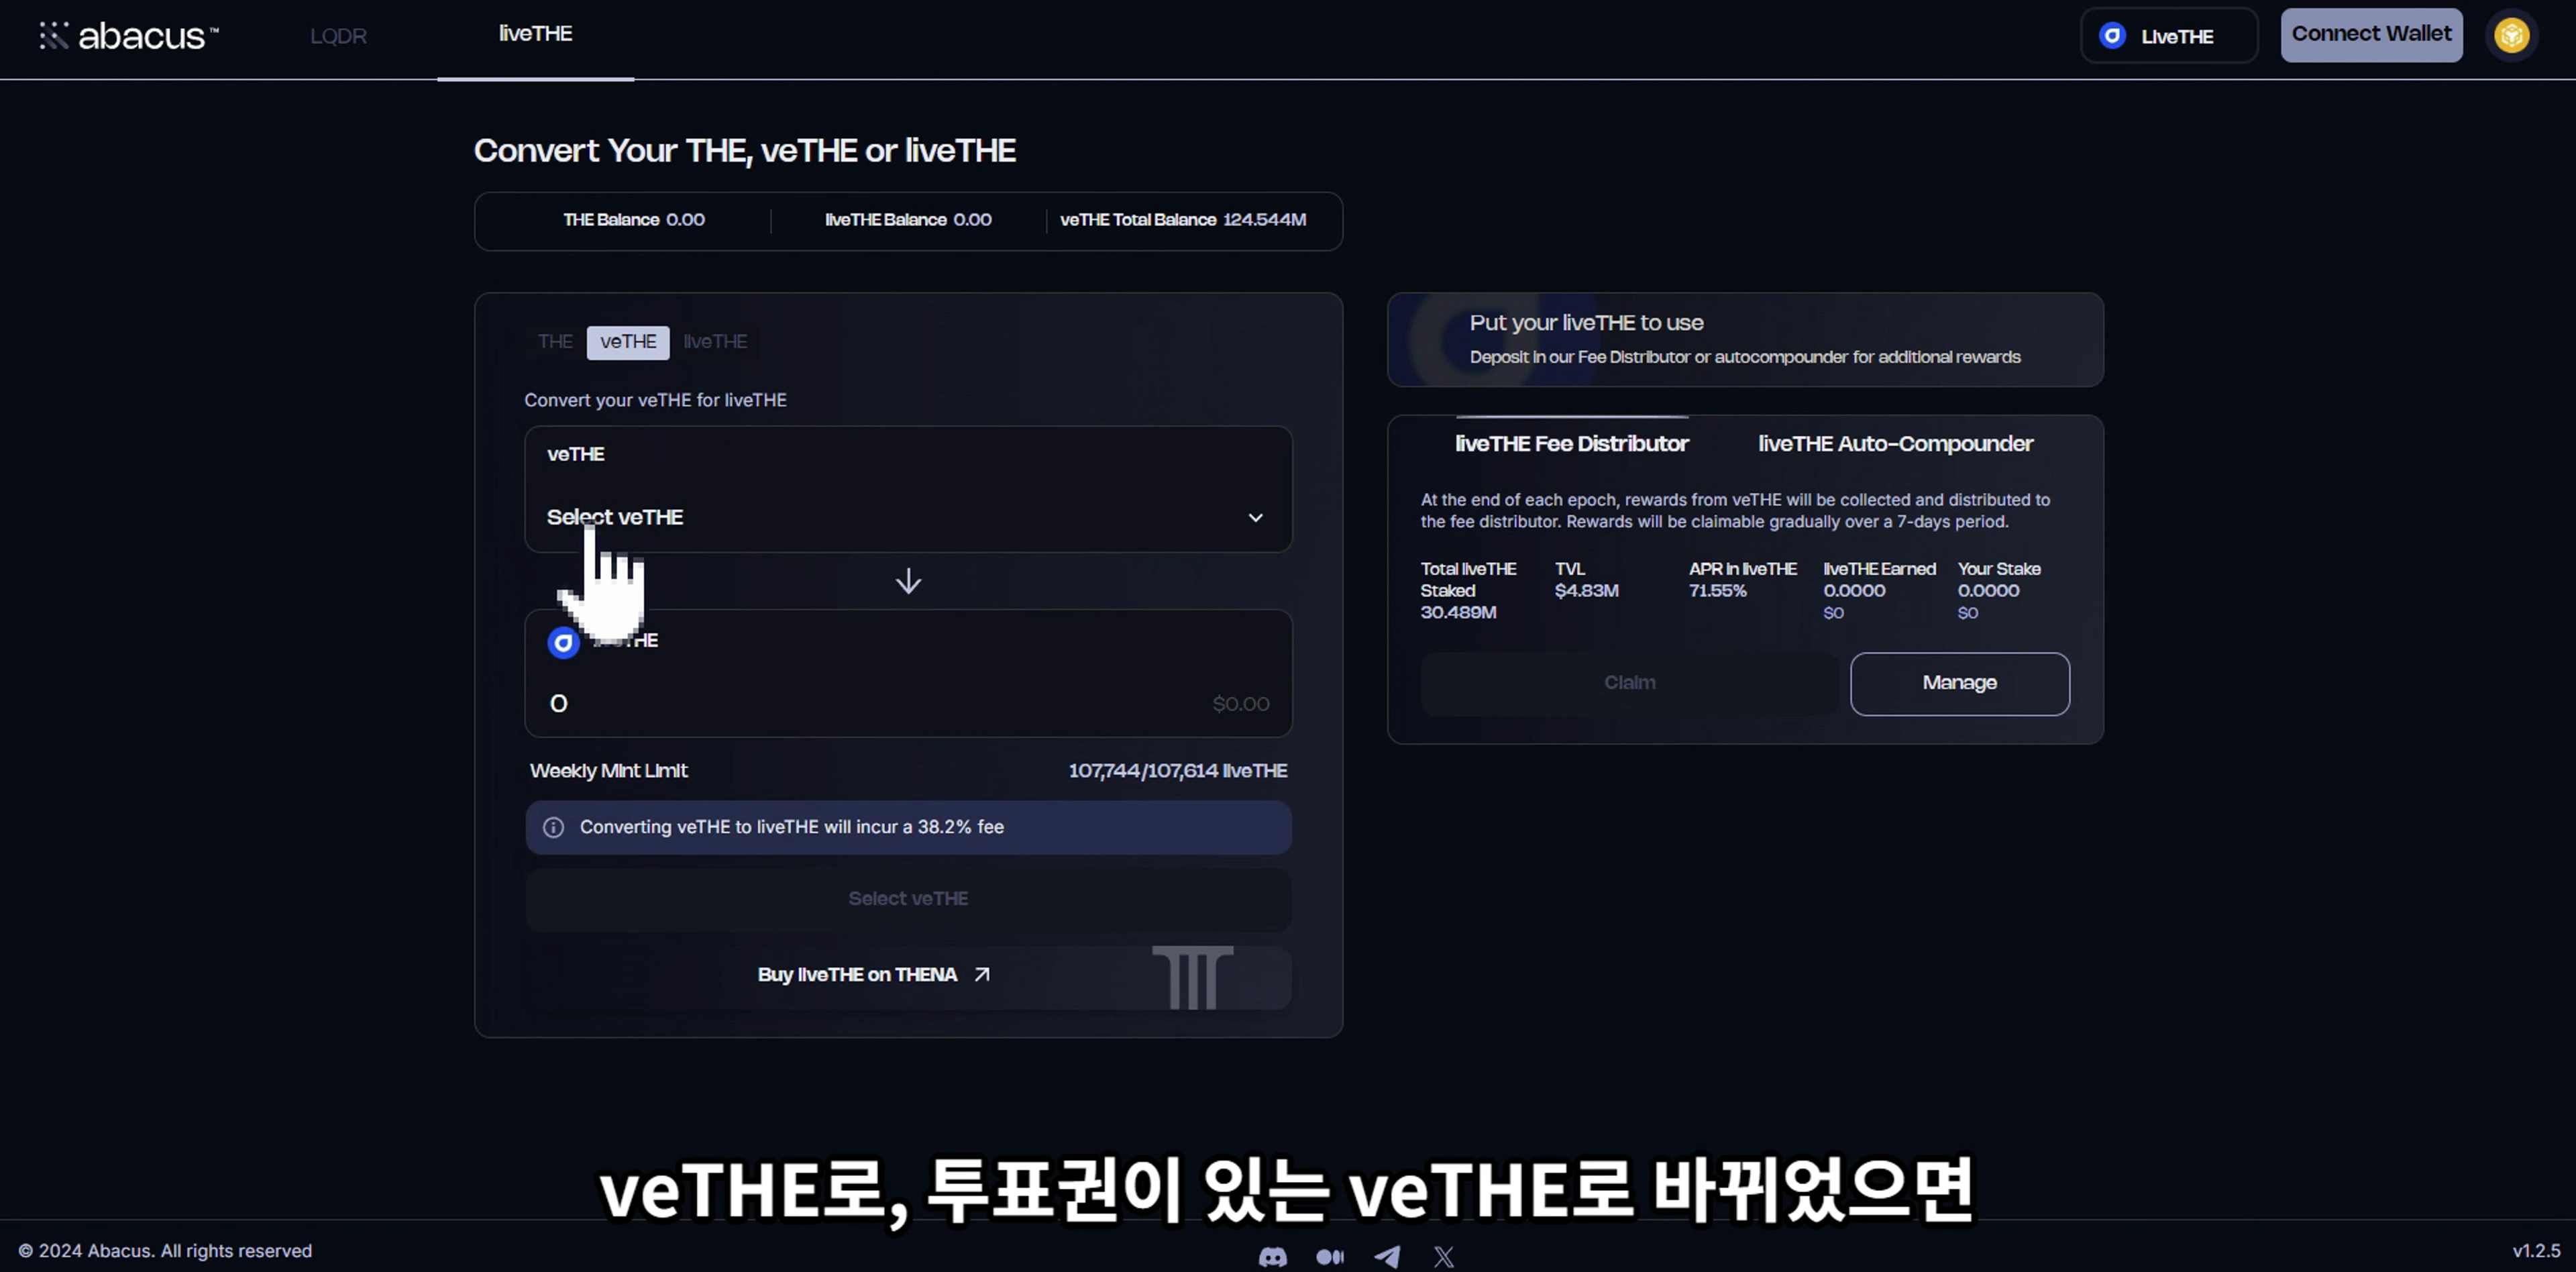 abacus™
LQDR
liveTHE
LIveTHE
Connect Wallet
Convert Your THE, veTHE or liveTHE
THE Balance 0.00
liveTHE Balance 0.00
veTHE Total Balance 124.544M
THE
veTHE
liveTHE
Convert your veTHE for liveTHE
veTHE
Select veTHE
0
$0.00
Weekly Mint Limit
107,744/107,614 liveTHE
Converting veTHE to liveTHE will incur a 38.2% fee
Select veTHE
Buy liveTHE on THENA
Put your liveTHE to use
Deposit in our Fee Distributor or autocompounder for additional rewards
liveTHE Fee Distributor
liveTHE Auto-Compounder
At the end of each epoch, rewards from veTHE will be collected and distributed to
the fee distributor. Rewards will be claimable gradually over a 7-days period.
Total liveTHE
Staked
30.489M
TVL
$4.83M
APR in liveTHE
71.55%
liveTHE Earned
0.0000
$0
Your Stake
0.0000
$0
Claim
Manage
veTHE로, 투표권이 있는 veTHE로 바뀌었으면
© 2024 Abacus. All rights reserved
v1.2.5